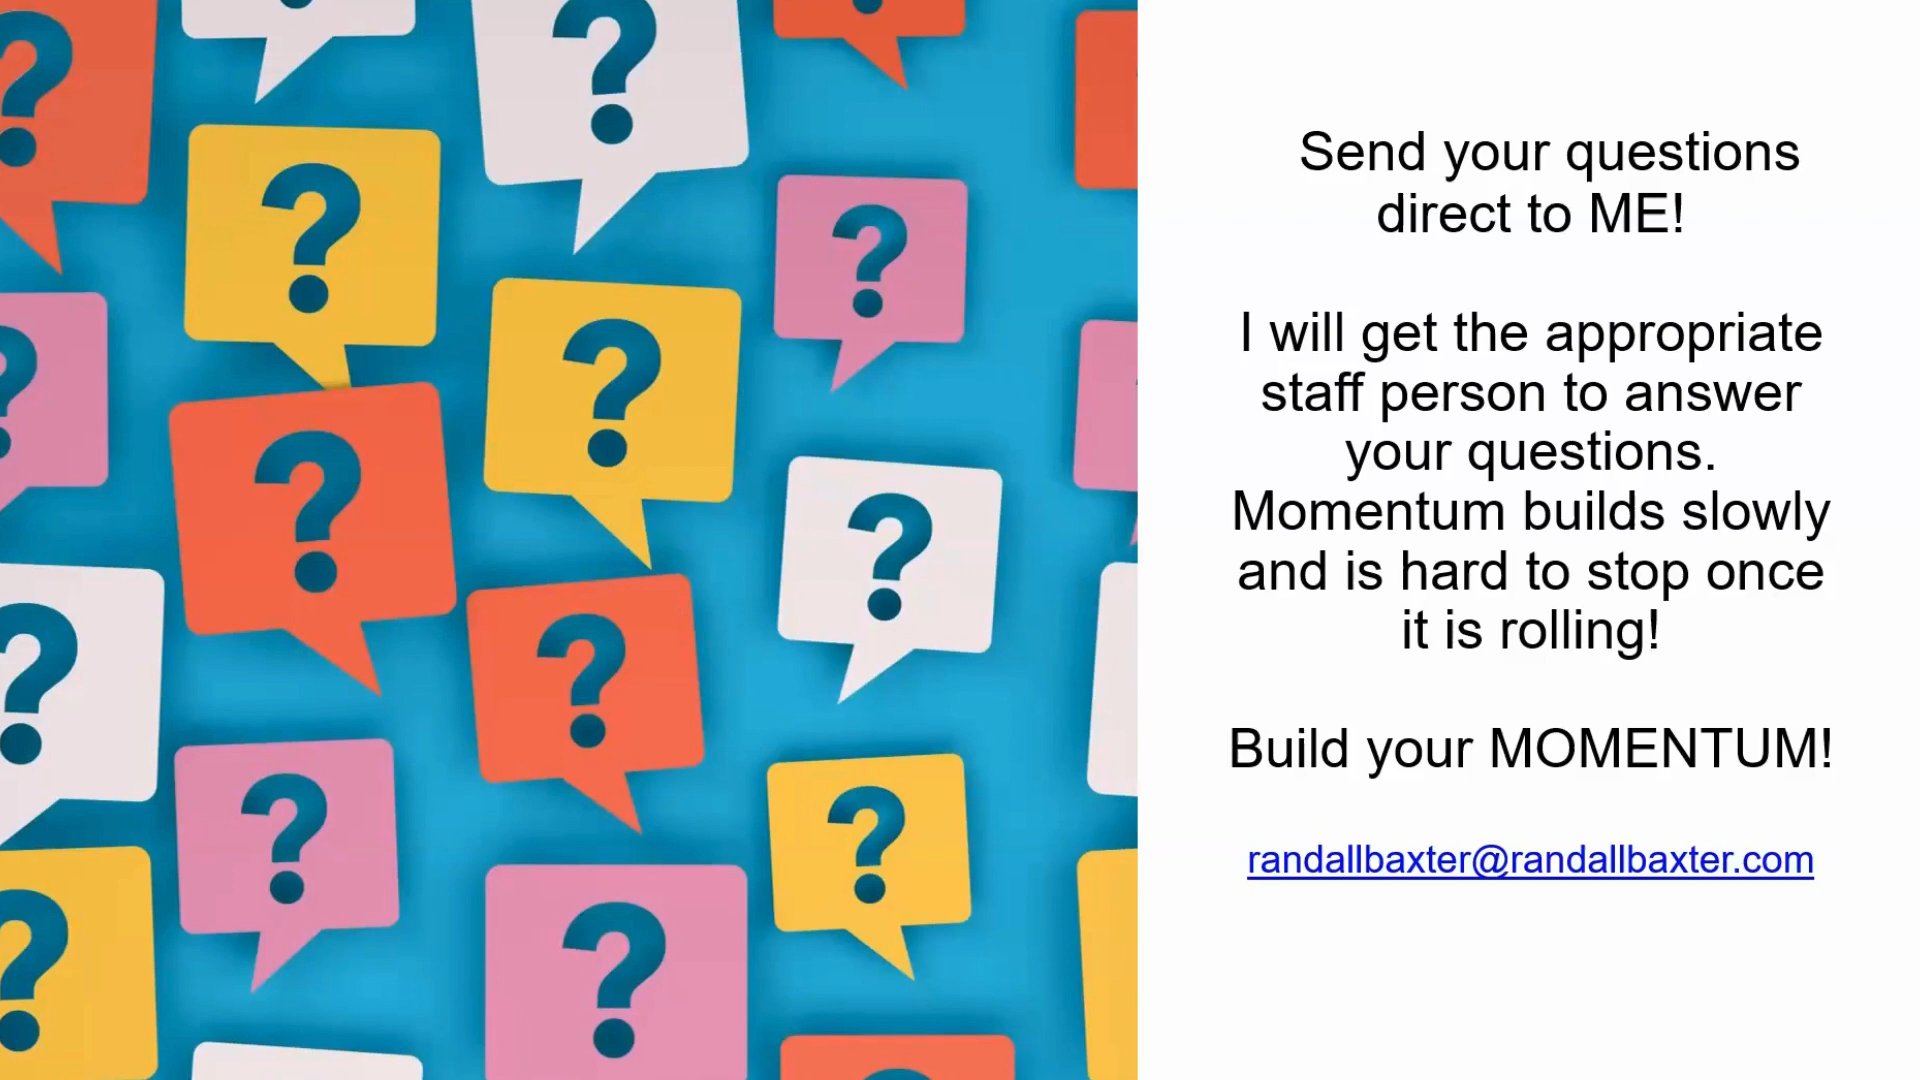 Send your questions
direct to ME!
I will get the appropriate
staff person to answer
your questions.
Momentum builds slowly
and is hard to stop once
it is rolling!
Build your MOMENTUM!
randallbaxter@randallbaxter.com